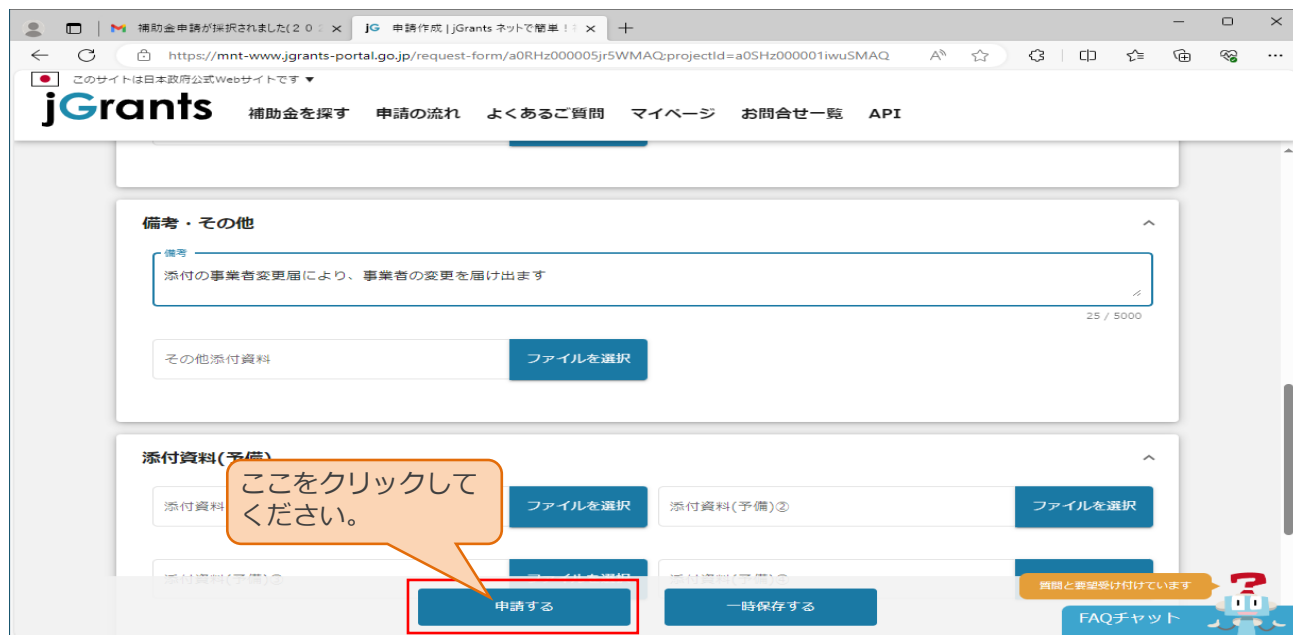 補助金申請が採択されました(20
jG 申請作成 | jGrants ネットで簡単!
https://mnt-www.jgrants-portal.go.jp/request-form/a0RHz000005jr5WMAQ;projectId=a0SHz000001iwuSMAQ
このサイトは日本政府公式Webサイトです ▼
jGrants 補助金を探す 申請の流れ よくあるご質問 マイページ お問合せ一覧 API
備考・その他
備考
添付の事業者変更届により、事業者の変更を届け出ます
25 / 5000
その他添付資料 ファイルを選択
添付資料(予備)
ここをクリックして
ください。
添付資料 ファイルを選択 添付資料(予備)② ファイルを選択
申請する 一時保存する
質問と要望受け付けています
FAQチャット